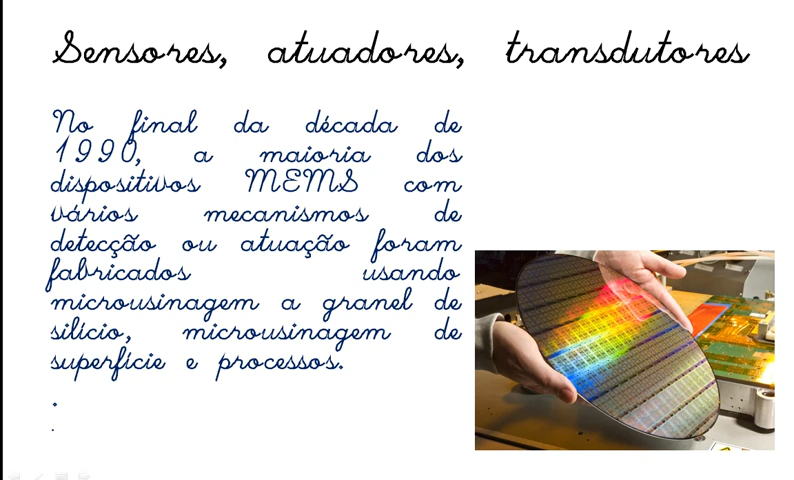 Sensores, atuadores, transdutores
No final da década de
1990, a maioria dos
dispositivos MEMS com
vários mecanismos de
detecção ou atuação foram
fabricados usando
microusinagem a granel de
silício, microusinagem de
superfície e processos.
.
.